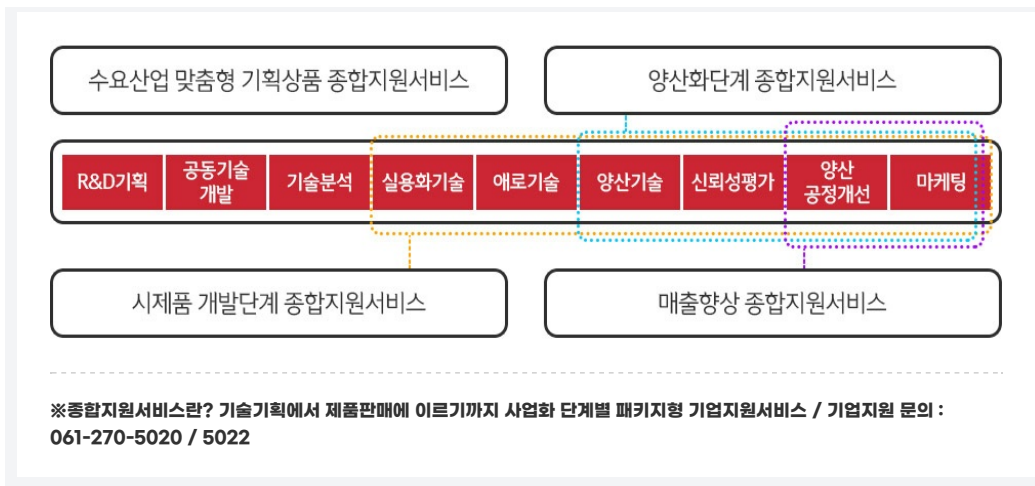 수요산업 맞춤형 기획상품 종합지원서비스
양산화단계 종합지원서비스
R&D기획
공동기술
개발
기술분석
실용화기술
애로기술
양산기술
신뢰성평가
양산
공정개선
마케팅
시제품 개발단계 종합지원서비스
매출향상 종합지원서비스
※종합지원서비스란? 기술기획에서 제품판매에 이르기까지 사업화 단계별 패키지형 기업지원서비스 / 기업지원 문의 :
061-270-5020 / 5022